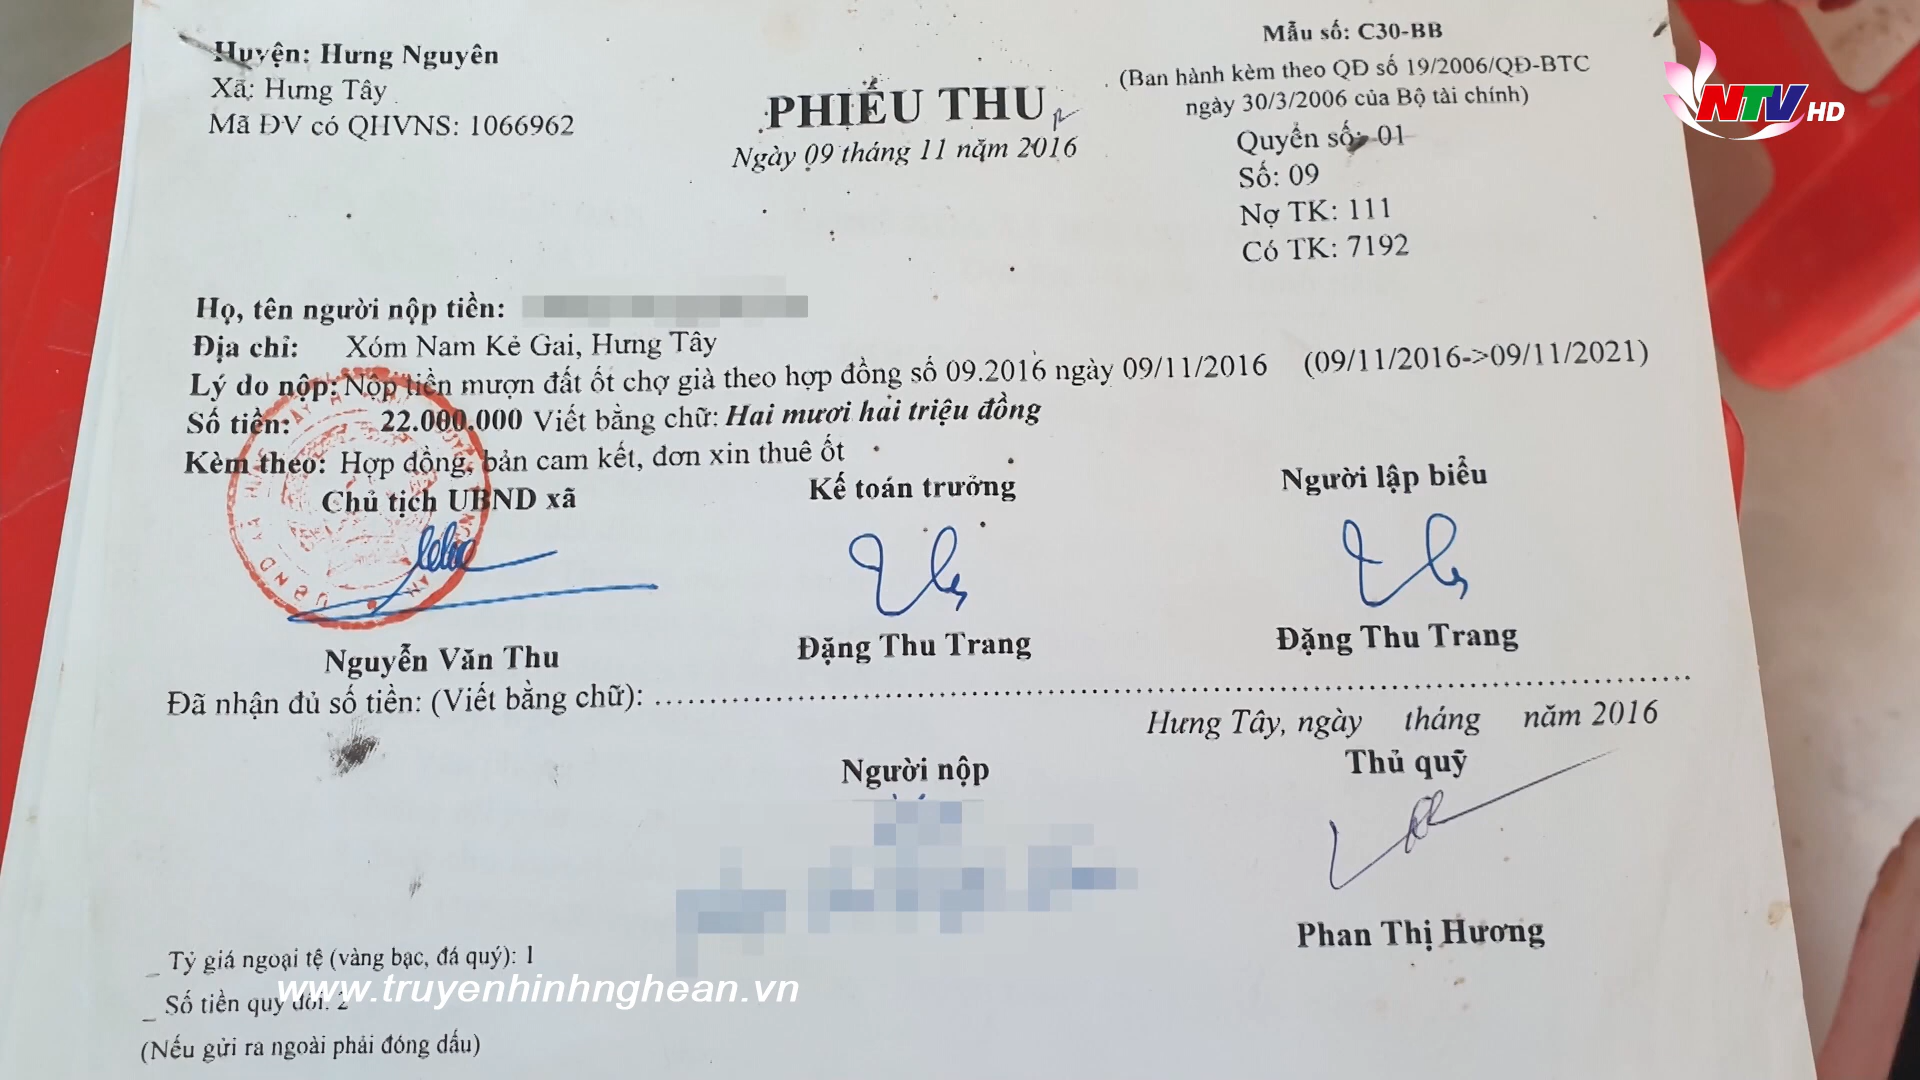 Huyện: Hưng Nguyên
Xã: Hưng Tây
Mã ĐV có QHVNS: 1066962
PHIẾU THU
Ngày 09 tháng 11 năm 2016
Mẫu số: C30-BB
(Ban hành kèm theo QĐ số 19/2006/QĐ-BTC
ngày 30/3/2006 của Bộ tài chính)
Quyển số: 01
Số: 09
Nợ TK: 111
Có TK: 7192
NTV HD
Họ, tên người nộp tiền:
Địa chỉ: Xóm Nam Kẻ Gai, Hưng Tây
Lý do nộp: Nộp tiền mượn đất ốt chợ già theo hợp đồng số 09.2016 ngày 09/11/2016 (09/11/2016->09/11/2021)
Số tiền: 22.000.000 Viết bằng chữ: Hai mươi hai triệu đồng
Kèm theo: Hợp đồng, bản cam kết, đơn xin thuê ốt
Chủ tịch UBND xã Kế toán trưởng Người lập biểu
Nguyễn Văn Thu Đặng Thu Trang Đặng Thu Trang
Đã nhận đủ số tiền: (Viết bằng chữ): ........................................
Hưng Tây, ngày tháng năm 2016
Người nộp Thủ quỹ
Phan Thị Hương
_ Tỷ giá ngoại tệ (vàng bạc, đá quý): 1
www.truyenhinhnghean.vn
_ Số tiền quy đổi: 2
(Nếu gửi ra ngoài phải đóng dấu)